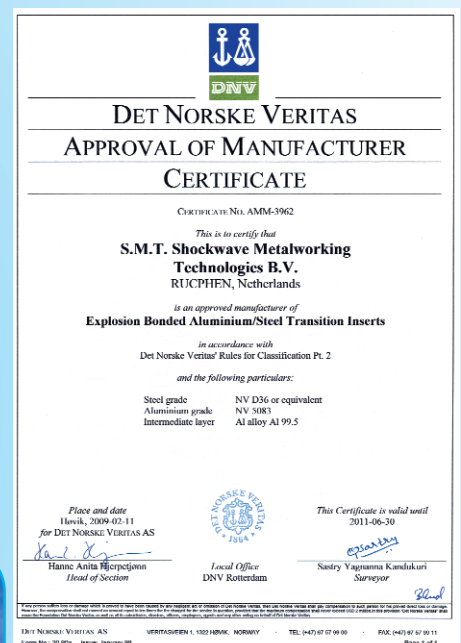 DNV
DET NORSKE VERITAS
APPROVAL OF MANUFACTURER
CERTIFICATE
CERTIFICATE NO. AMM-3962
This is to certify that
S.M.T. Shockwave Metalworking
Technologies B.V.
RUCPHEN, Netherlands
is an approved manufacturer of
Explosion Bonded Aluminium/Steel Transition Inserts
in accordance with
Det Norske Veritas' Rules for Classification Pt. 2
and the following particulars:
Steel grade NV D36 or equivalent
Aluminium grade NV 5083
Intermediate layer Al alloy Al 99.5
Place and date
Høvik, 2009-02-11
for DET NORSKE VERITAS AS
Hanne Anita Hjerpetjønn
Head of Section
DET NORSKE VERITAS
1864
Local Office
DNV Rotterdam
This Certificate is valid until
2011-06-30
Sastry Yagnanna Kandukuri
Surveyor
DET NORSKE VERITAS AS VERITASVEIEN 1, 1322 HØVIK, NORWAY TEL: (+47) 67 57 99 00 FAX: (+47) 67 57 99 11